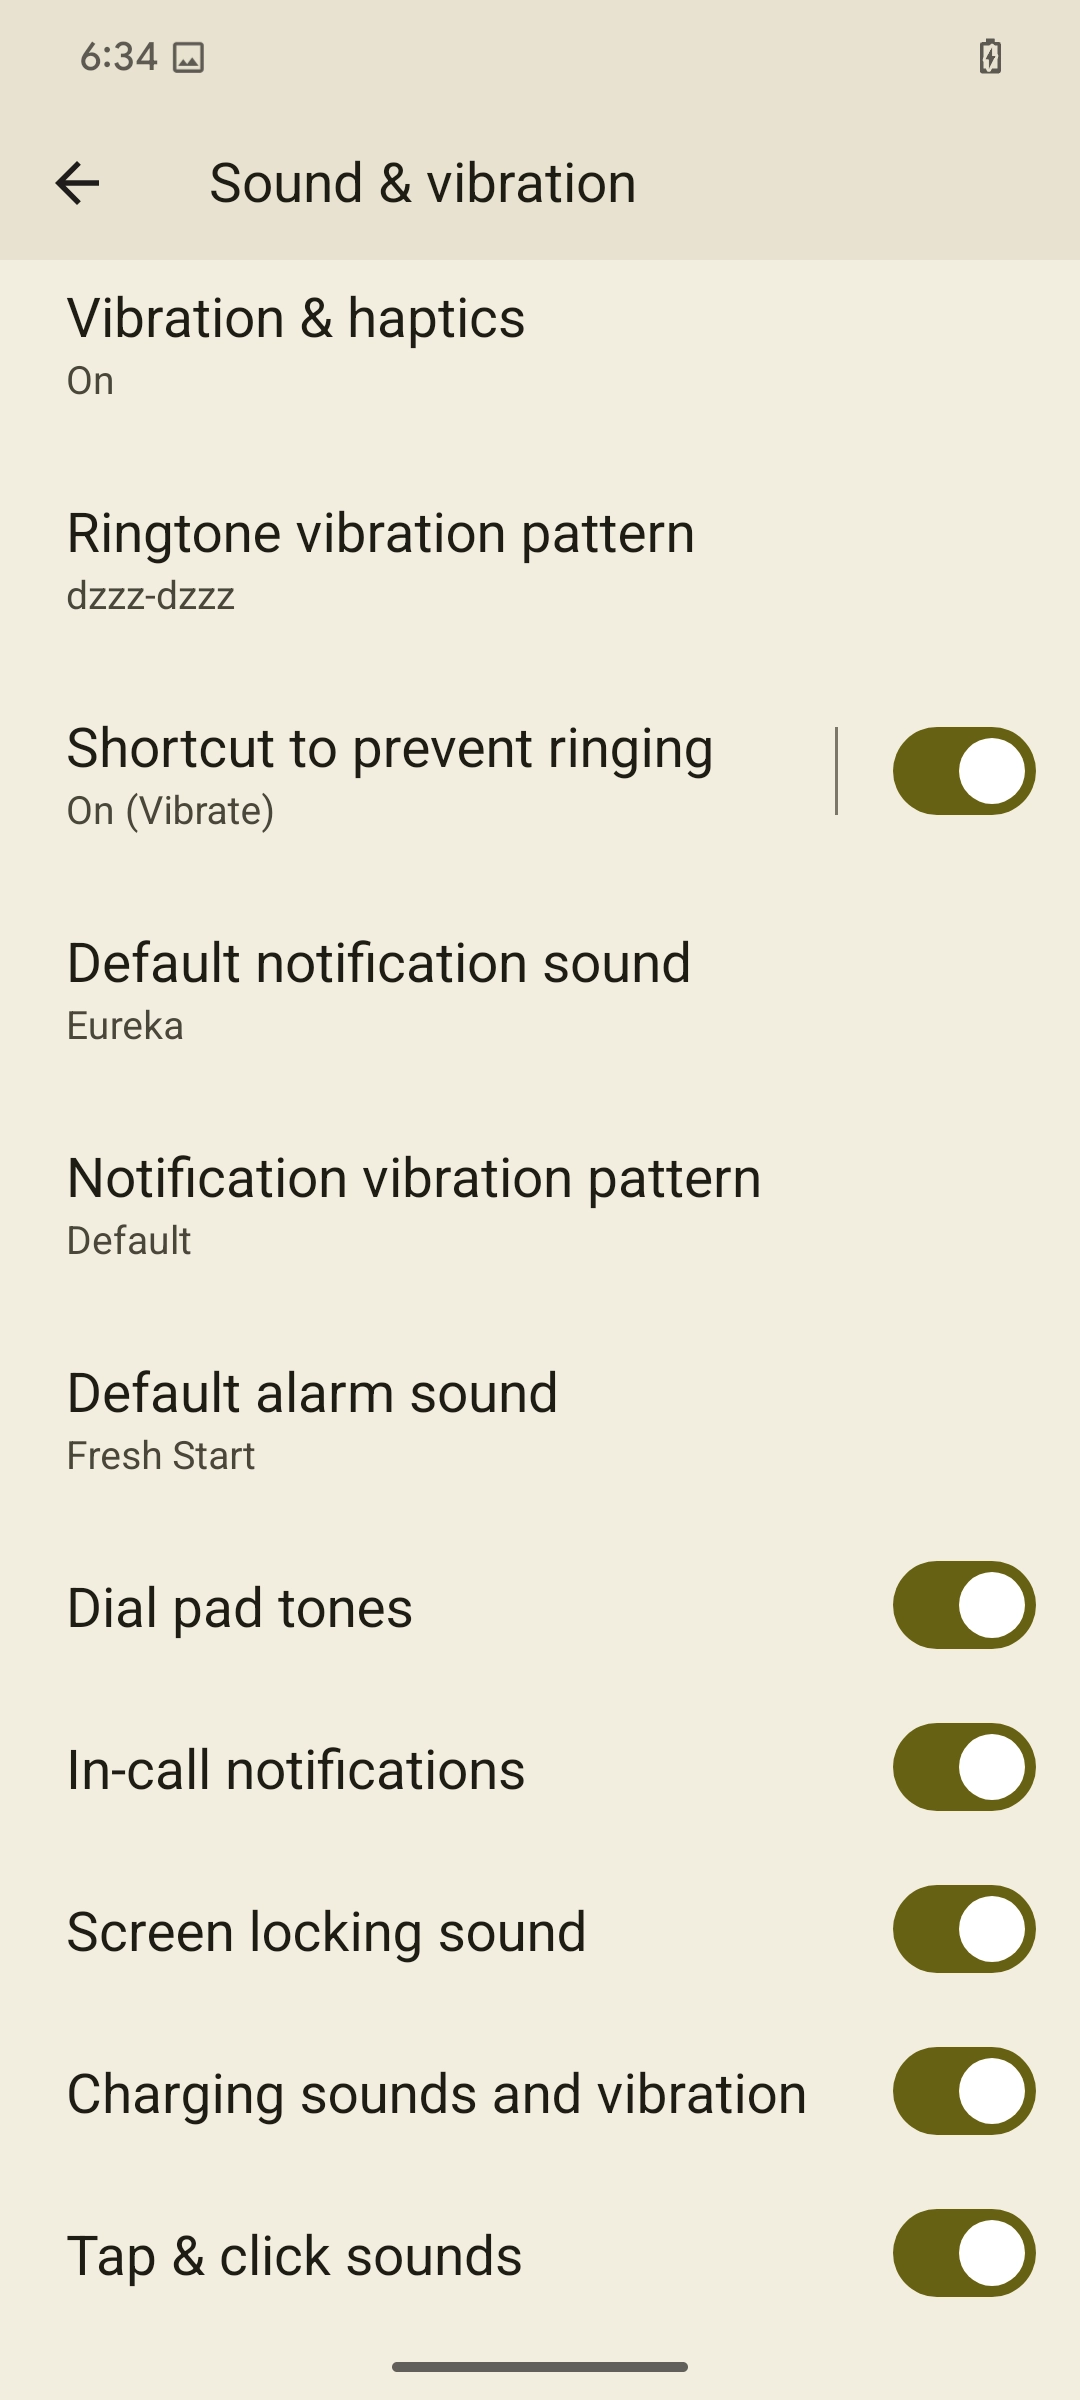 6:34
Sound & vibration
Vibration & haptics
On
Ringtone vibration pattern
dzzz-dzzz
Shortcut to prevent ringing
On (Vibrate)
Default notification sound
Eureka
Notification vibration pattern
Default
Default alarm sound
Fresh Start
Dial pad tones
In-call notifications
Screen locking sound
Charging sounds and vibration
Tap & click sounds